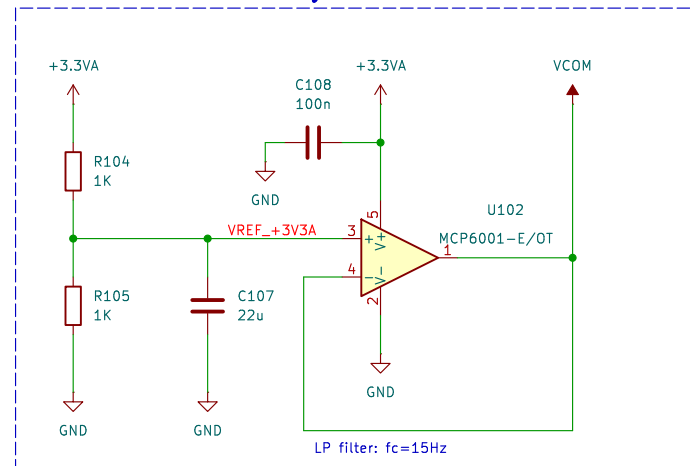 +3.3VA
+3.3VA
VCOM
C108
100n
R104
1K
GND
U102
MCP6001-E/OT
VREF_+3V3A
3
+
5
V+
1
4
-
V-
2
R105
1K
C107
22u
GND
GND
GND
LP filter: fc=15Hz